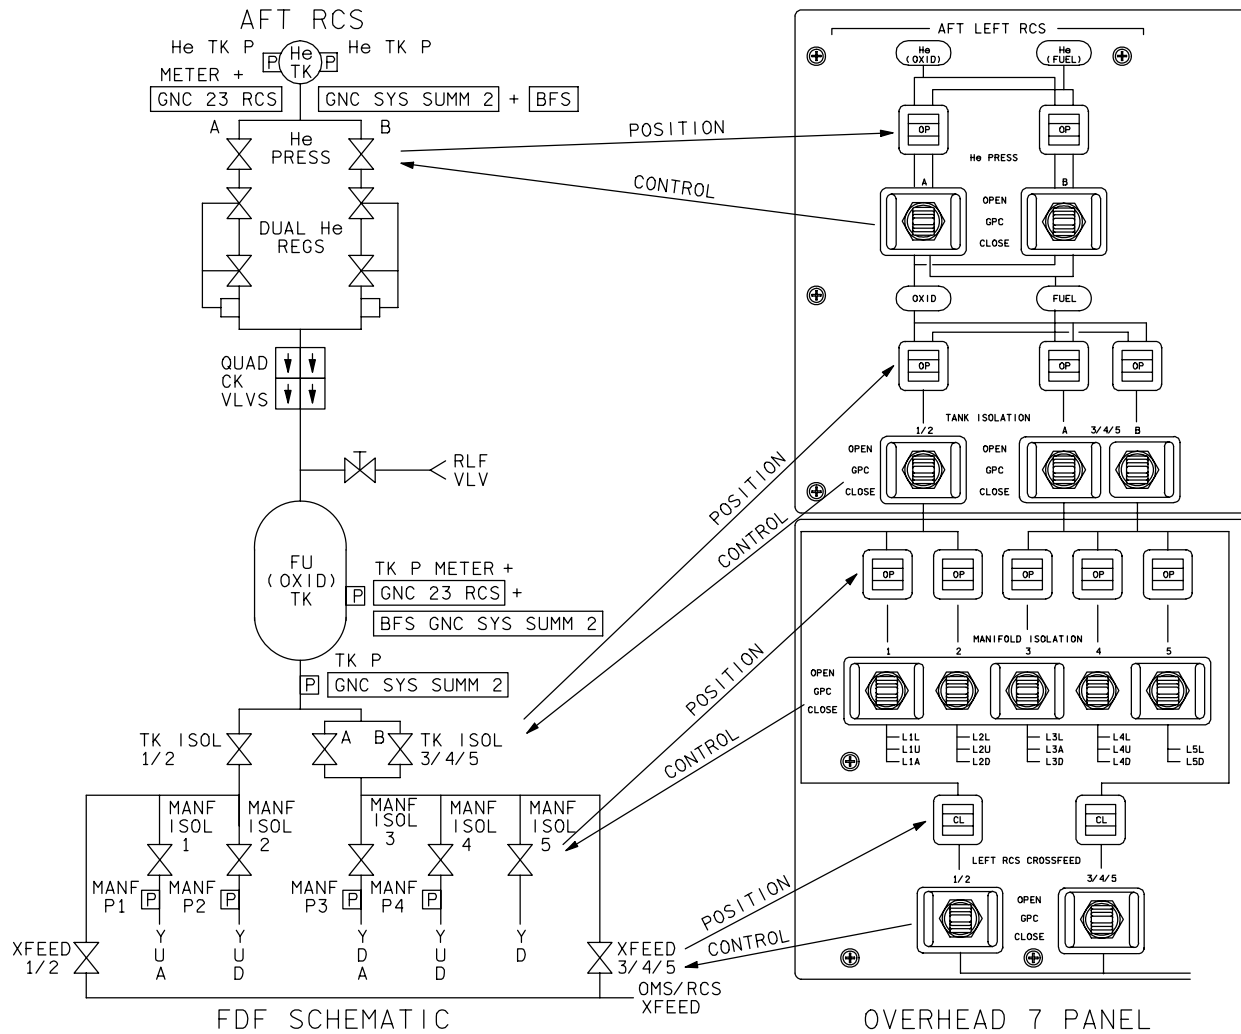 AFT RCS
He TK P
He TK P
P
He
TK
P
METER +
GNC 23 RCS
GNC SYS SUMM 2 + BFS
A
B
He
PRESS
DUAL He
REGS
QUAD
CK
VLVS
RLF
VLV
FU
(OXID)
TK
P
TK P METER +
GNC 23 RCS +
BFS GNC SYS SUMM 2
TK P
P
GNC SYS SUMM 2
TK ISOL
1/2
A
B
TK ISOL
3/4/5
MANF
ISOL
1
MANF
ISOL
2
MANF
ISOL
3
MANF
ISOL
4
MANF
ISOL
5
MANF
P1
P
MANF
P2
P
MANF
P3
P
MANF
P4
P
Y
U
A
Y
U
D
Y
D
A
Y
U
D
Y
D
XFEED
1/2
XFEED
3/4/5
OMS/RCS
XFEED
FDF SCHEMATIC
POSITION
CONTROL
POSITION
CONTROL
POSITION
CONTROL
POSITION
CONTROL
AFT LEFT RCS
He
(OXID)
He
(FUEL)
OP
OP
He PRESS
A
B
OPEN
GPC
CLOSE
OXID
FUEL
OP
OP
OP
TANK ISOLATION
1/2
A
3/4/5
B
OPEN
GPC
CLOSE
OPEN
GPC
CLOSE
OP
OP
OP
OP
OP
MANIFOLD ISOLATION
1
2
3
4
5
OPEN
GPC
CLOSE
L1L
L1U
L1A
L2L
L2U
L2D
L3L
L3A
L3D
L4L
L4U
L4D
L5L
L5D
CL
CL
LEFT RCS CROSSFEED
1/2
3/4/5
OPEN
GPC
CLOSE
OVERHEAD 7 PANEL